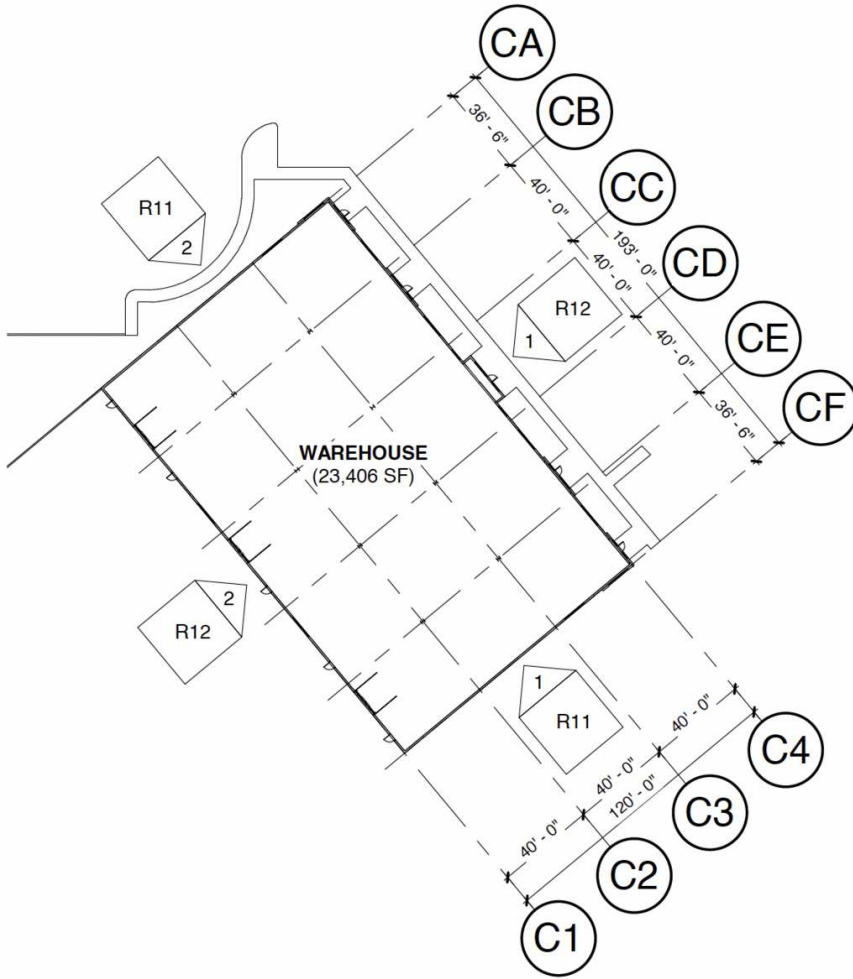 CA
36' - 6"
CB
40' - 0"
CC
193' - 0"
40' - 0"
CD
40' - 0"
CE
36' - 6"
CF
R11
2
R12
1
WAREHOUSE
(23,406 SF)
2
R12
1
R11
40' - 0"
C4
40' - 0"
120' - 0"
C3
40' - 0"
C2
C1